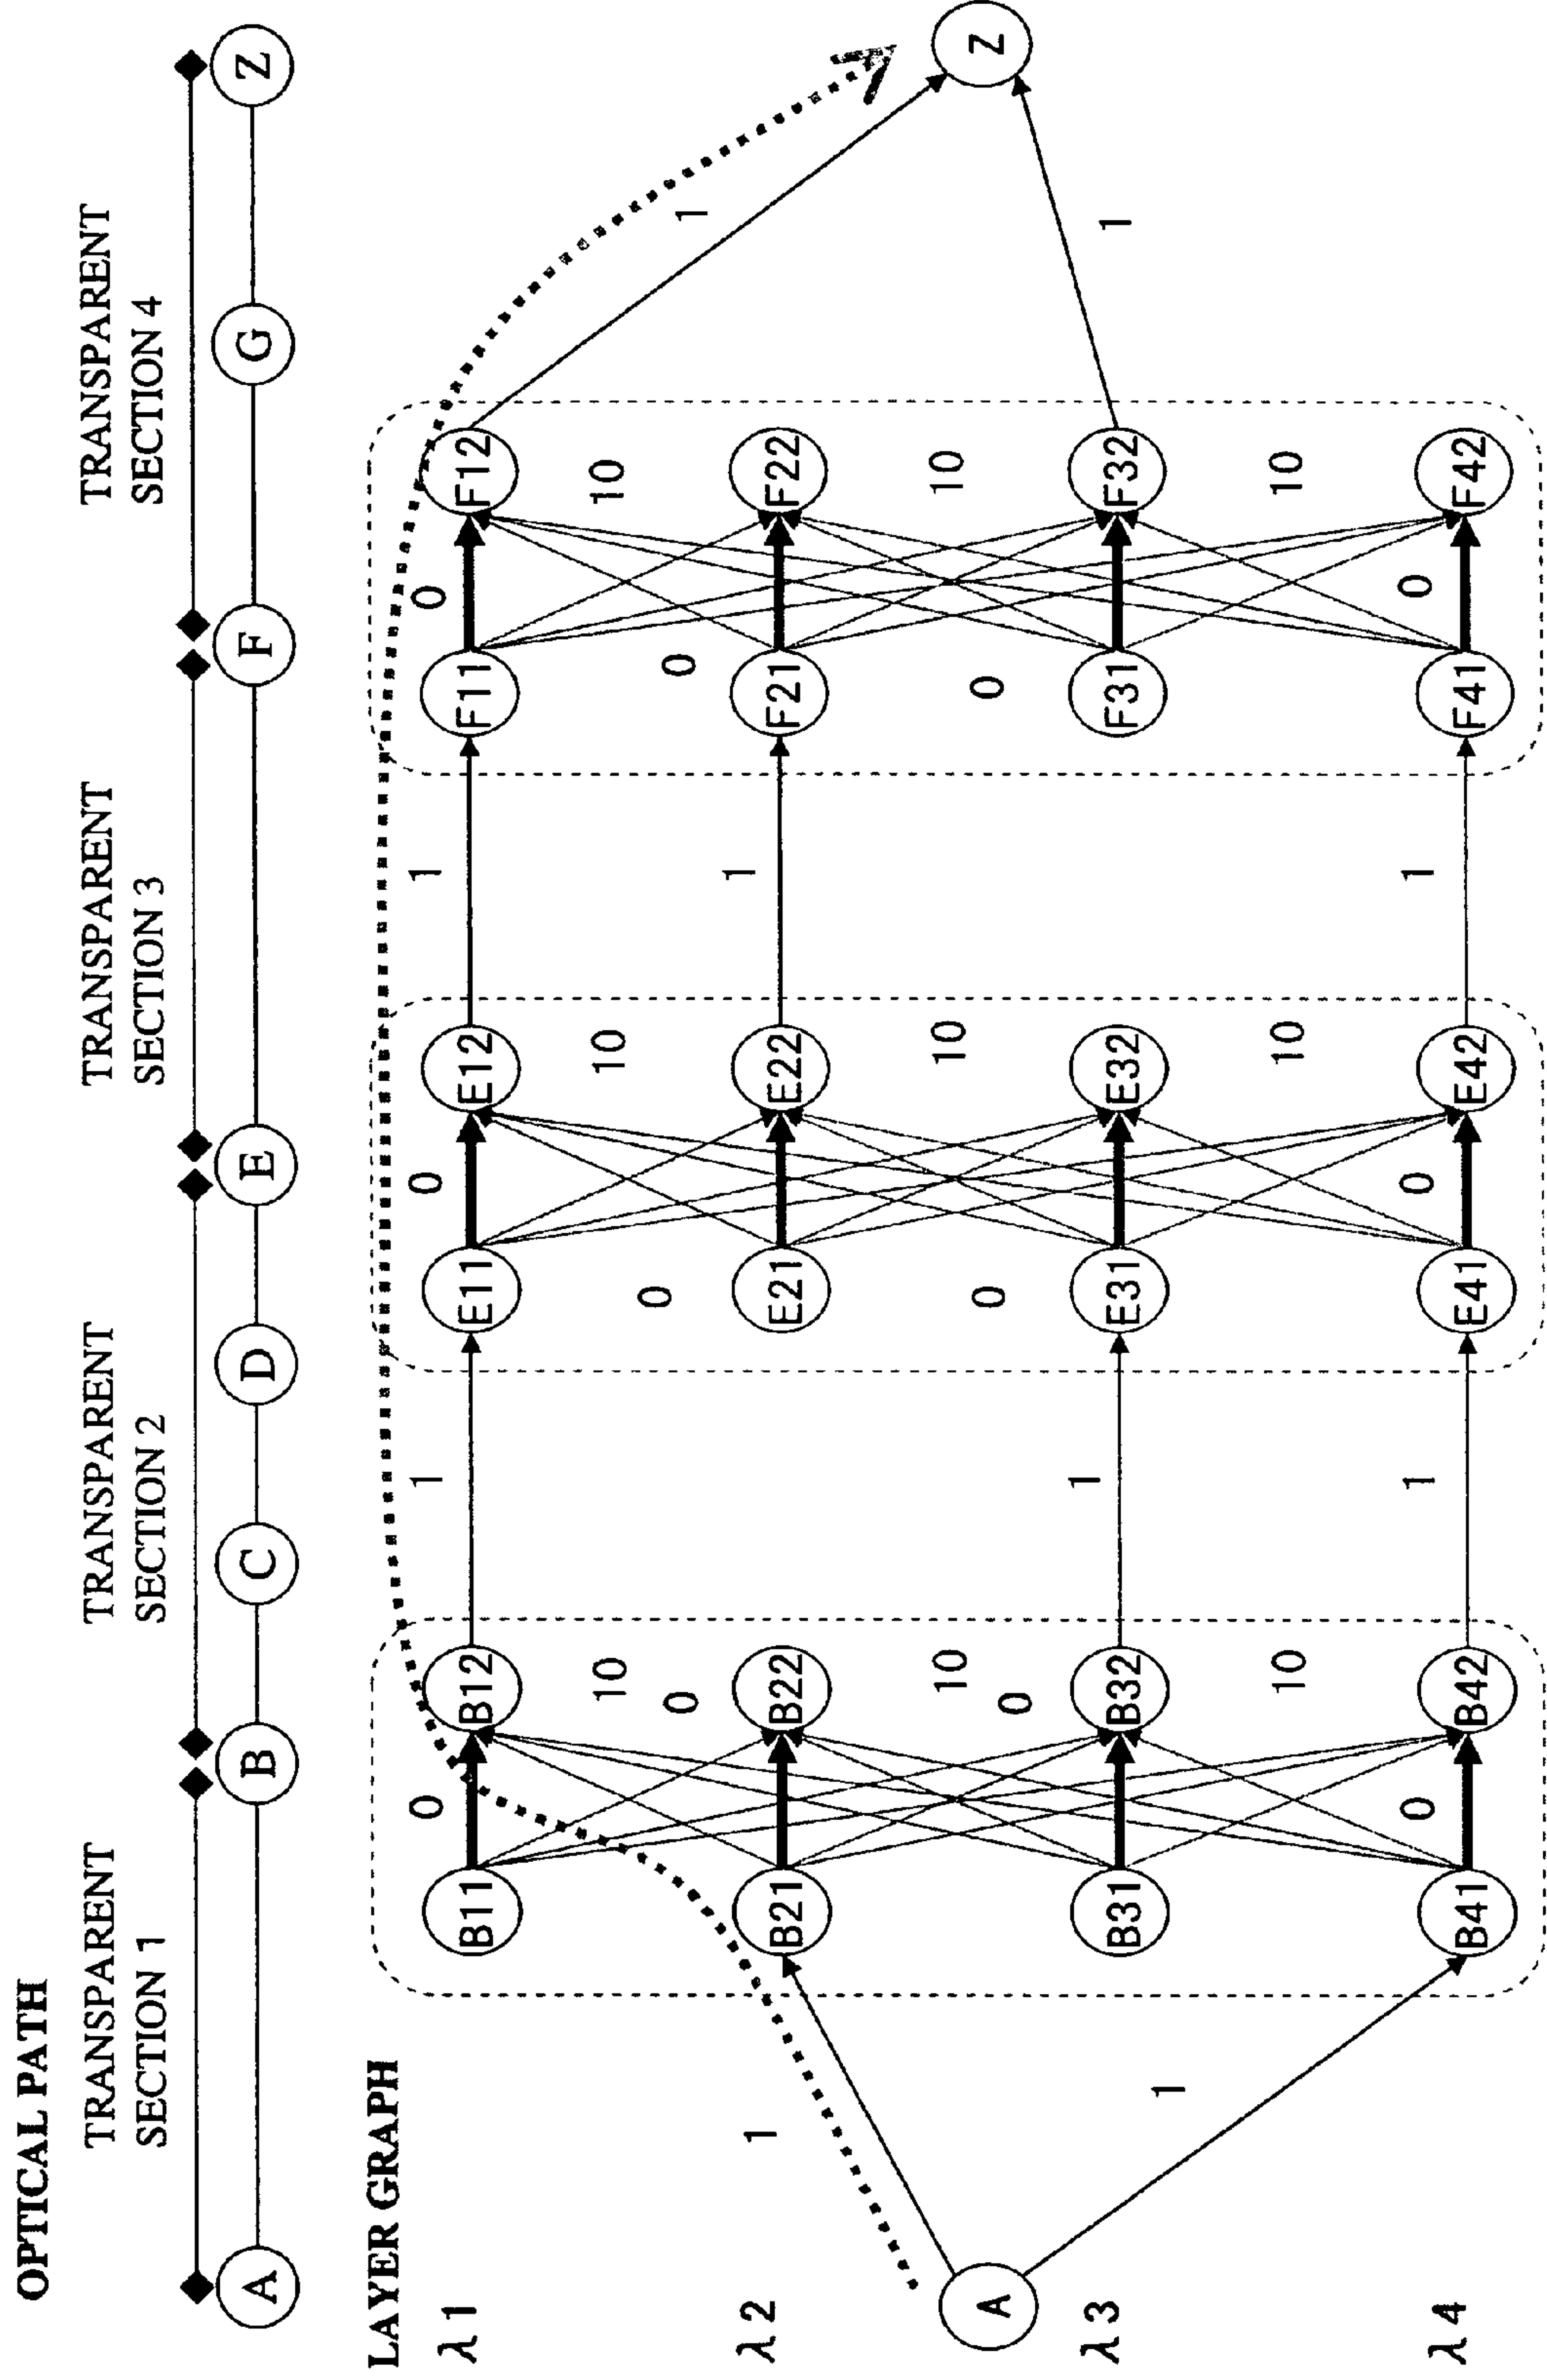 OPTICAL PATH
TRANSPARENT
SECTION 1
TRANSPARENT
SECTION 2
TRANSPARENT
SECTION 3
TRANSPARENT
SECTION 4
A
B
C
D
E
F
G
Z
LAYER GRAPH
λ1
λ2
λ3
λ4
A
1
1
B11
0
B12
10
B21
0
B22
10
B31
0
B32
10
B41
0
B42
1
1
1
E11
0
E12
10
E21
0
E22
10
E31
0
E32
10
E41
0
E42
1
1
1
F11
0
F12
10
F21
0
F22
10
F31
0
F32
10
F41
0
F42
1
1
Z